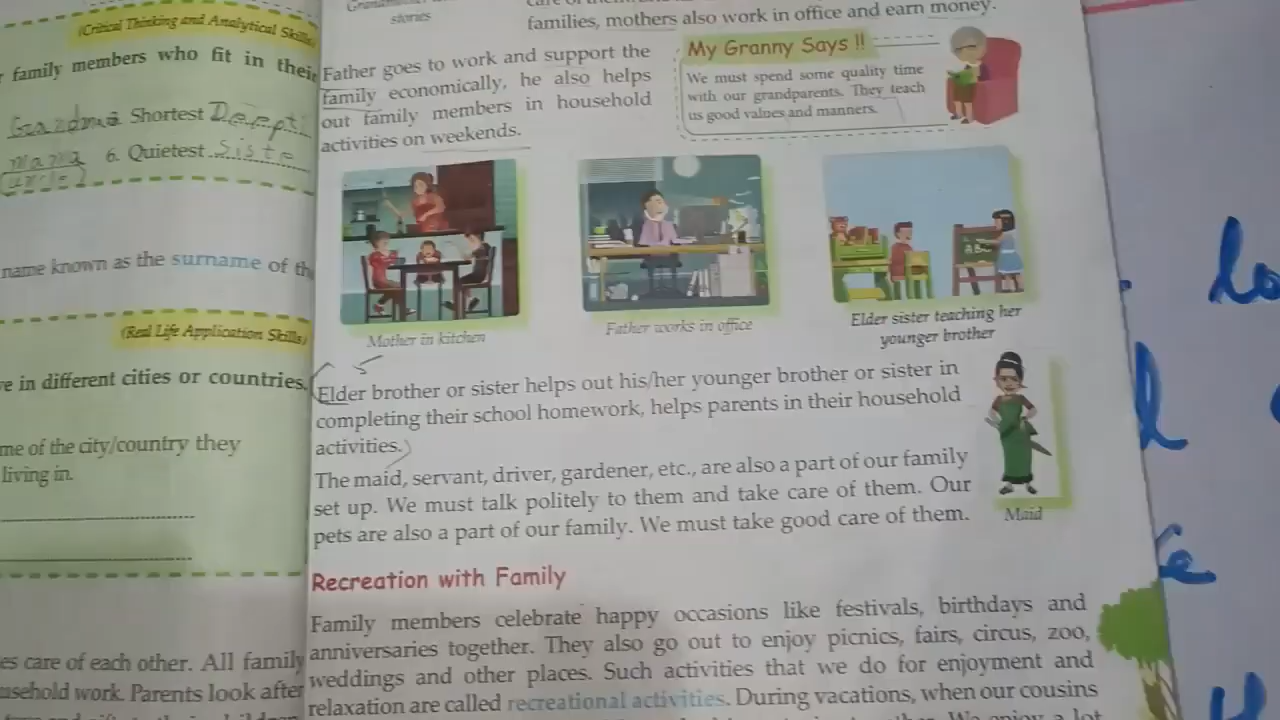 (Critical Thinking and Analytical Skills)
family members who fit in their
Shortest Deepti
mama 6. Quietest Siste
name known as the surname of th
(Real Life Application Skills)
in different cities or countries.
me of the city/country they
living in.
es care of each other. All family
usehold work. Parents look after
stories
families, mothers also work in office and earn money.
Father goes to work and support the
family economically, he also helps
out family members in household
activities on weekends.
My Granny Says !!
We must spend some quality time
with our grandparents. They teach
us good values and manners.
Mother in kitchen
Father works in office
Elder sister teaching her
younger brother
5
Elder brother or sister helps out his/her younger brother or sister in
completing their school homework, helps parents in their household
activities.)
The maid, servant, driver, gardener, etc., are also a part of our family
set up. We must talk politely to them and take care of them. Our
pets are also a part of our family. We must take good care of them.
Maid
Recreation with Family
Family members celebrate happy occasions like festivals, birthdays and
anniversaries together. They also go out to enjoy picnics, fairs, circus, zoo,
weddings and other places. Such activities that we do for enjoyment and
relaxation are called recreational activities. During vacations, when our cousins